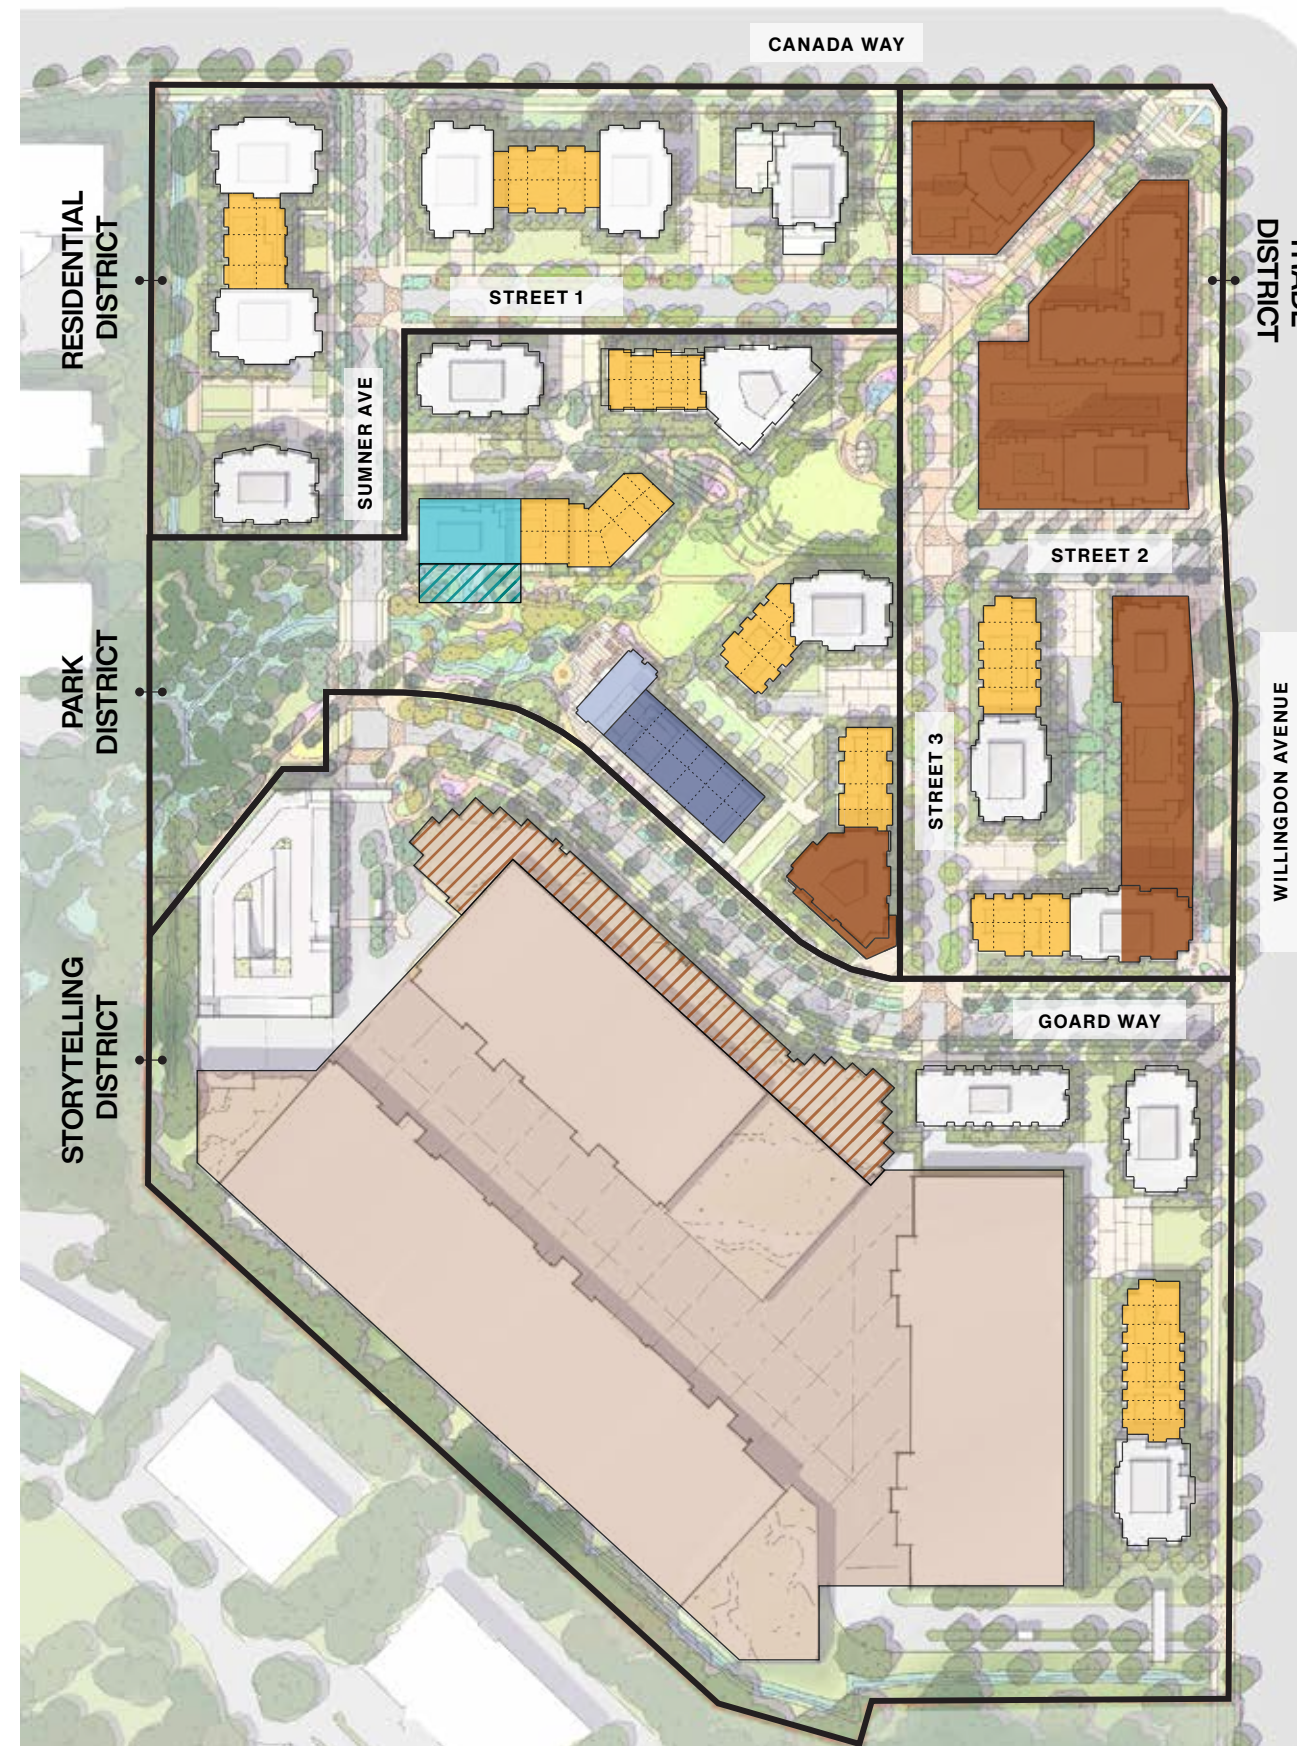 CANADA WAY
RESIDENTIAL
DISTRICT
DISTRICT
STREET 1
SUMNER AVE
STREET 2
PARK
DISTRICT
STREET 3
WILLINGDON AVENUE
STORYTELLING
DISTRICT
GOARD WAY